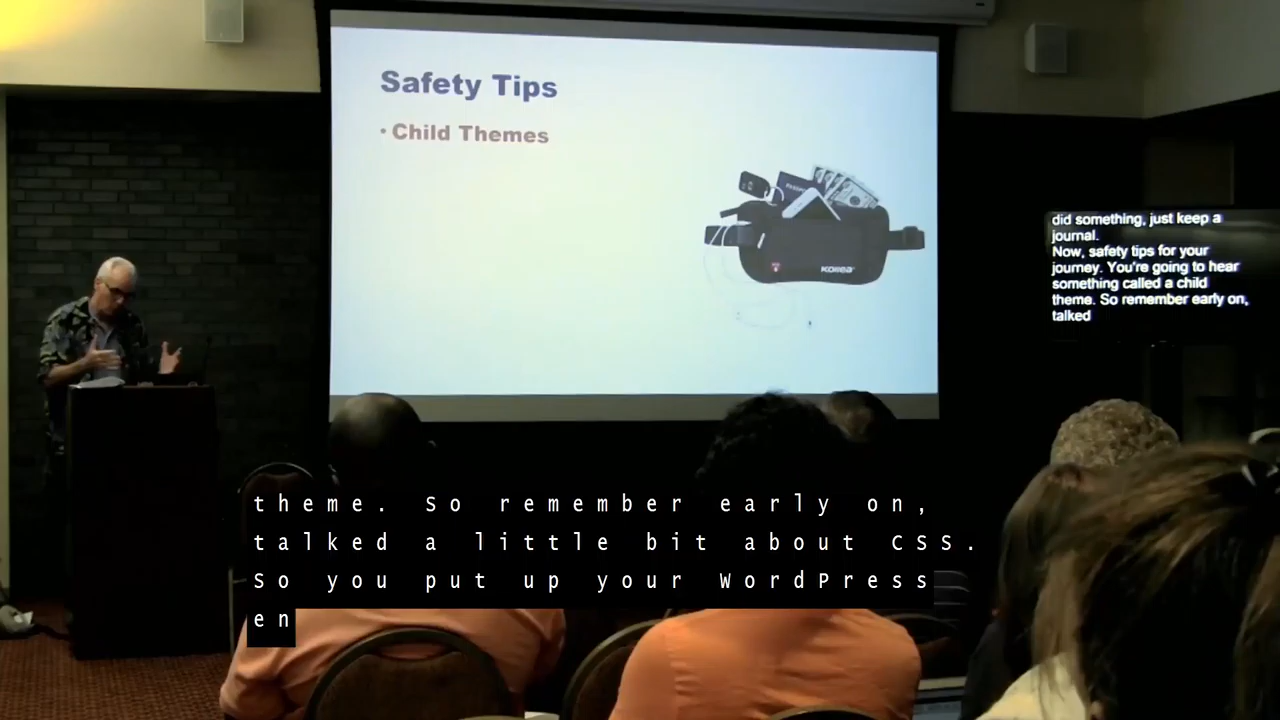 Safety Tips
• Child Themes
did something, just keep a
journal.
Now, safety tips for your
journey. You're going to hear
something called a child
theme. So remember early on,
talked
theme. So remember early on,
talked a little bit about CSS.
So you put up your WordPress
en